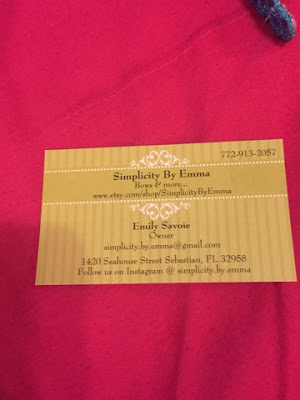 772-913-2057
Simplicity By Emma
Bows & more...
www.etsy.com/shop/SimplicityByEmma
Emily Savoie
Owner
simplicity.by.emma@gmail.com
1420 Seahouse Street Sebastian, FL 32958
Follow us on Instagram @ simplicity.by.emma